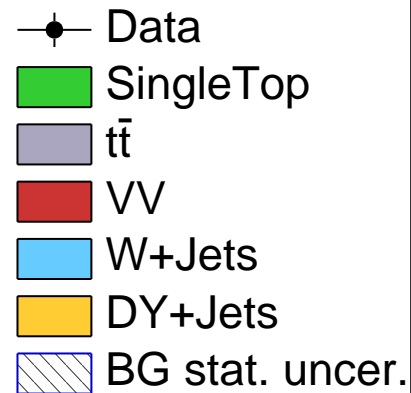 Data
SingleTop
tt̄
VV
W+Jets
DY+Jets
BG stat. uncer.